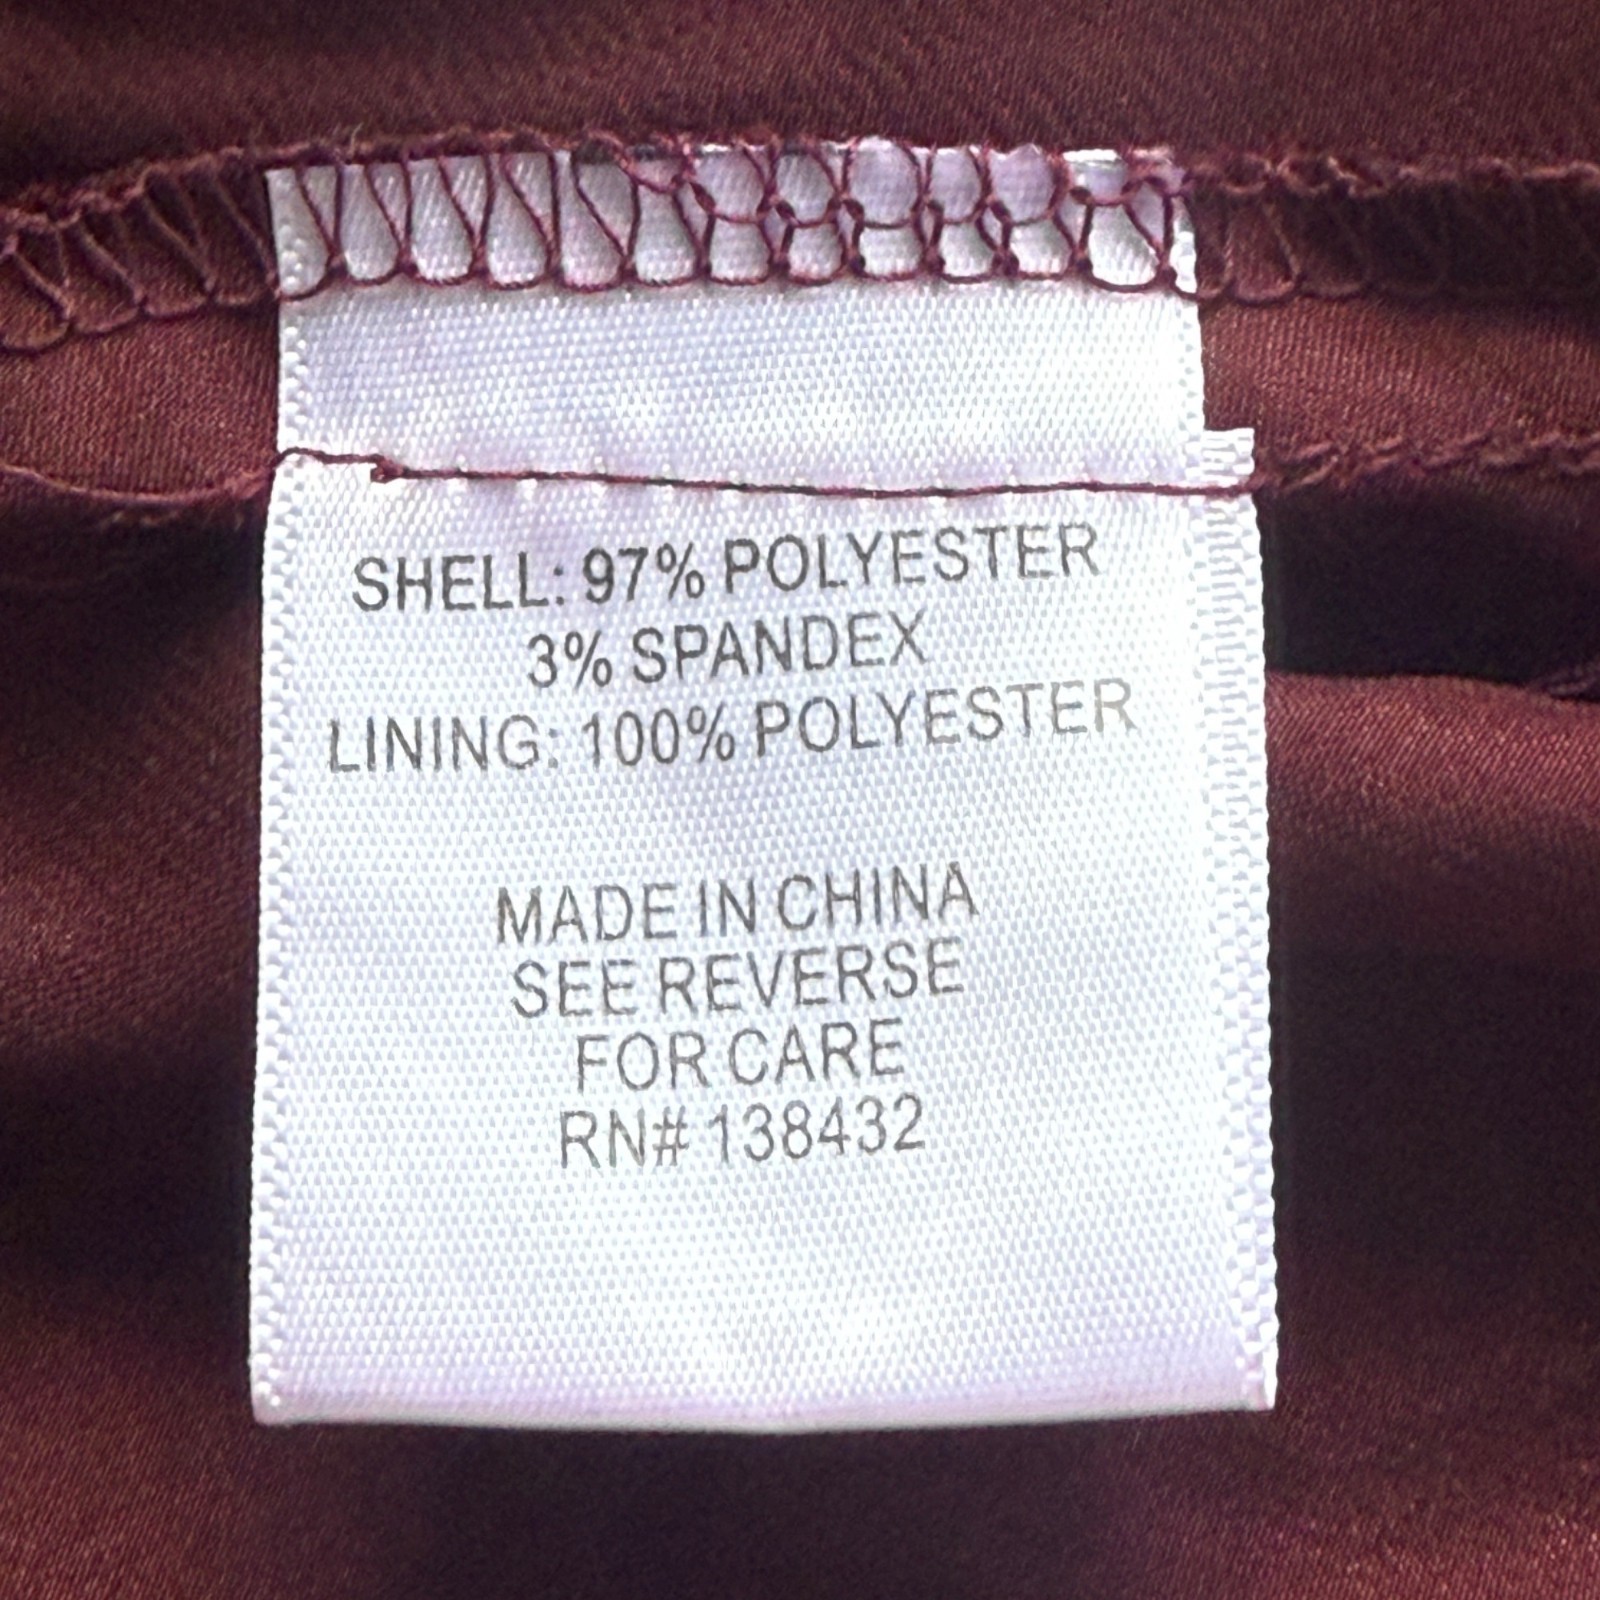 SHELL: 97% POLYESTER
3% SPANDEX
LINING: 100% POLYESTER
MADE IN CHINA
SEE REVERSE
FOR CARE
RN# 138432